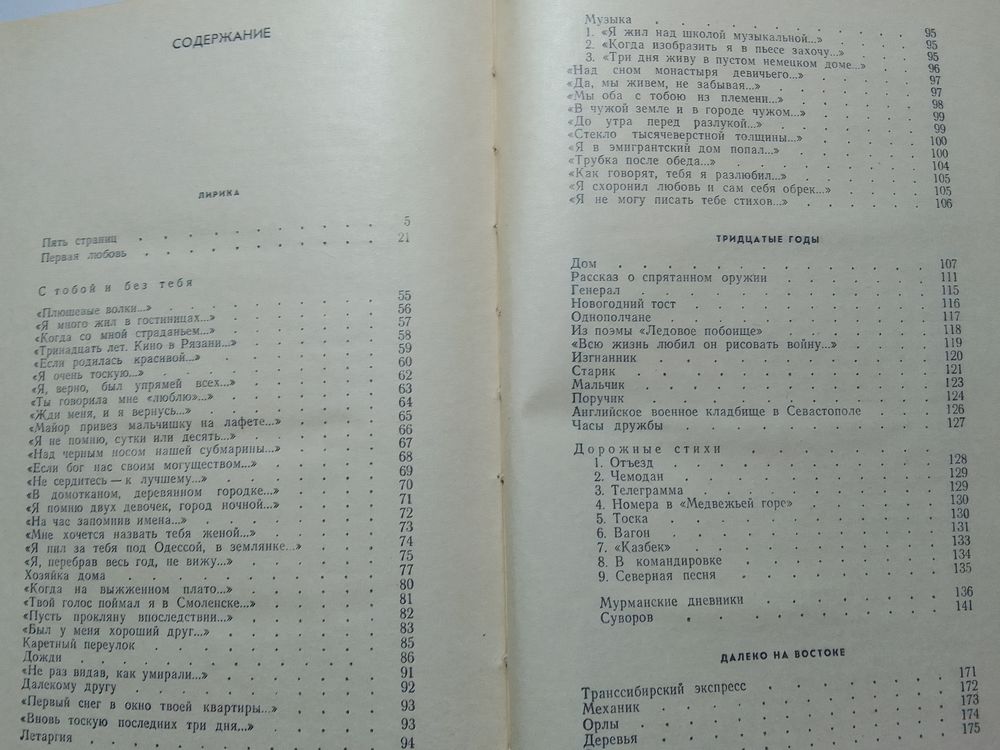 СОДЕРЖАНИЕ
ЛИРИКА
Пять страниц . . . . . . . . . . 5
Первая любовь . . . . . . . . . . 21
С тобой и без тебя
«Плюшевые волки...» . . . . . . . . 55
«Я много жил в гостиницах...» . . . . . . 56
«Когда со мной страданьем...» . . . . . . 57
«Тринадцать лет. Кино в Рязани...» . . . . . 58
«Если родилась красивой...» . . . . . . 59
«Я очень тоскую...» . . . . . . . . 60
«Я, верно, был упрямей всех...» . . . . . 62
«Ты говорила мне «люблю»...» . . . . . . 63
«Жди меня, и я вернусь...» . . . . . . 64
«Майор привез мальчишку на лафете...» . . . . 65
«Я не помню, сутки или десять...» . . . . . 66
«Над черным носом нашей субмарины...» . . . . 67
«Если бог нас своим могуществом...» . . . . 68
«Не сердитесь — к лучшему...» . . . . . . 69
«В домотканом, деревянном городке...» . . . . 70
«Я помню двух девочек, город ночной...» . . . . 71
«На час запомнив имена...» . . . . . . 72
«Мне хочется назвать тебя женой...» . . . . . 73
«Я пил за тебя под Одессой, в землянке...» . . . 74
«Я, перебрав весь год, не вижу...» . . . . . 75
Хозяйка дома . . . . . . . . . . 77
«Когда на выжженном плато...» . . . . . . 80
«Твой голос поймал я в Смоленске...» . . . . 81
«Пусть прокляну впоследствии...» . . . . . 82
«Был у меня хороший друг...» . . . . . . 83
Каретный переулок . . . . . . . . 85
Дожди . . . . . . . . . . . 86
«Не раз видав, как умирали...» . . . . . . 91
Далекому другу . . . . . . . . . 92
«Первый снег в окно твоей квартиры...» . . . . 93
«Вновь тоскую последних три дня...» . . . . . 93
Летаргия . . . . . . . . . . . 94
Музыка . . . . . . . . . . . 95
1. «Я жил над школой музыкальной...» . . . . 95
2. «Когда изобразить я в пьесе захочу...» . . . 95
3. «Три дня живу в пустом немецком доме...» . . 96
«Над сном монастыря девичьего...» . . . . . 97
«Да, мы живем, не забывая...» . . . . . . 97
«Мы оба с тобою из племени...» . . . . . . 98
«В чужой земле и в городе чужом...» . . . . . 99
«До утра перед разлукой...» . . . . . . 99
«Стекло тысячеверстной толщины...» . . . . . 100
«Я в эмигрантский дом попал...» . . . . . . 100
«Трубка после обеда...» . . . . . . . . 104
«Как говорят, тебя я разлюбил...» . . . . . 105
«Я схоронил любовь и сам себя обрек...» . . . . 105
«Я не могу писать тебе стихов...» . . . . . 106
ТРИДЦАТЫЕ ГОДЫ
Дом . . . . . . . . . . . . 107
Рассказ о спрятанном оружии . . . . . . 111
Генерал . . . . . . . . . . . 115
Новогодний тост . . . . . . . . . 116
Однополчане . . . . . . . . . . 117
Из поэмы «Ледовое побоище» . . . . . . 118
«Всю жизнь любил он рисовать войну...» . . . . 119
Изгнанник . . . . . . . . . . 120
Старик . . . . . . . . . . . 121
Мальчик . . . . . . . . . . . 123
Поручик . . . . . . . . . . . 124
Английское военное кладбище в Севастополе . . . 126
Часы дружбы . . . . . . . . . . 127
Дорожные стихи
1. Отъезд . . . . . . . . . . 128
2. Чемодан . . . . . . . . . . 129
3. Телеграмма . . . . . . . . . 129
4. Номера в «Медвежьей горе» . . . . . . 130
5. Тоска . . . . . . . . . . 130
6. Вагон . . . . . . . . . . 131
7. «Казбек» . . . . . . . . . . 133
8. В командировке . . . . . . . . 134
9. Северная песня . . . . . . . . 135
Мурманские дневники . . . . . . . . 136
Суворов . . . . . . . . . . 141
ДАЛЕКО НА ВОСТОКЕ
Транссибирский экспресс . . . . . . . 171
Механик . . . . . . . . . . . 172
Орлы . . . . . . . . . . . 173
Деревья . . . . . . . . . . . 174
175